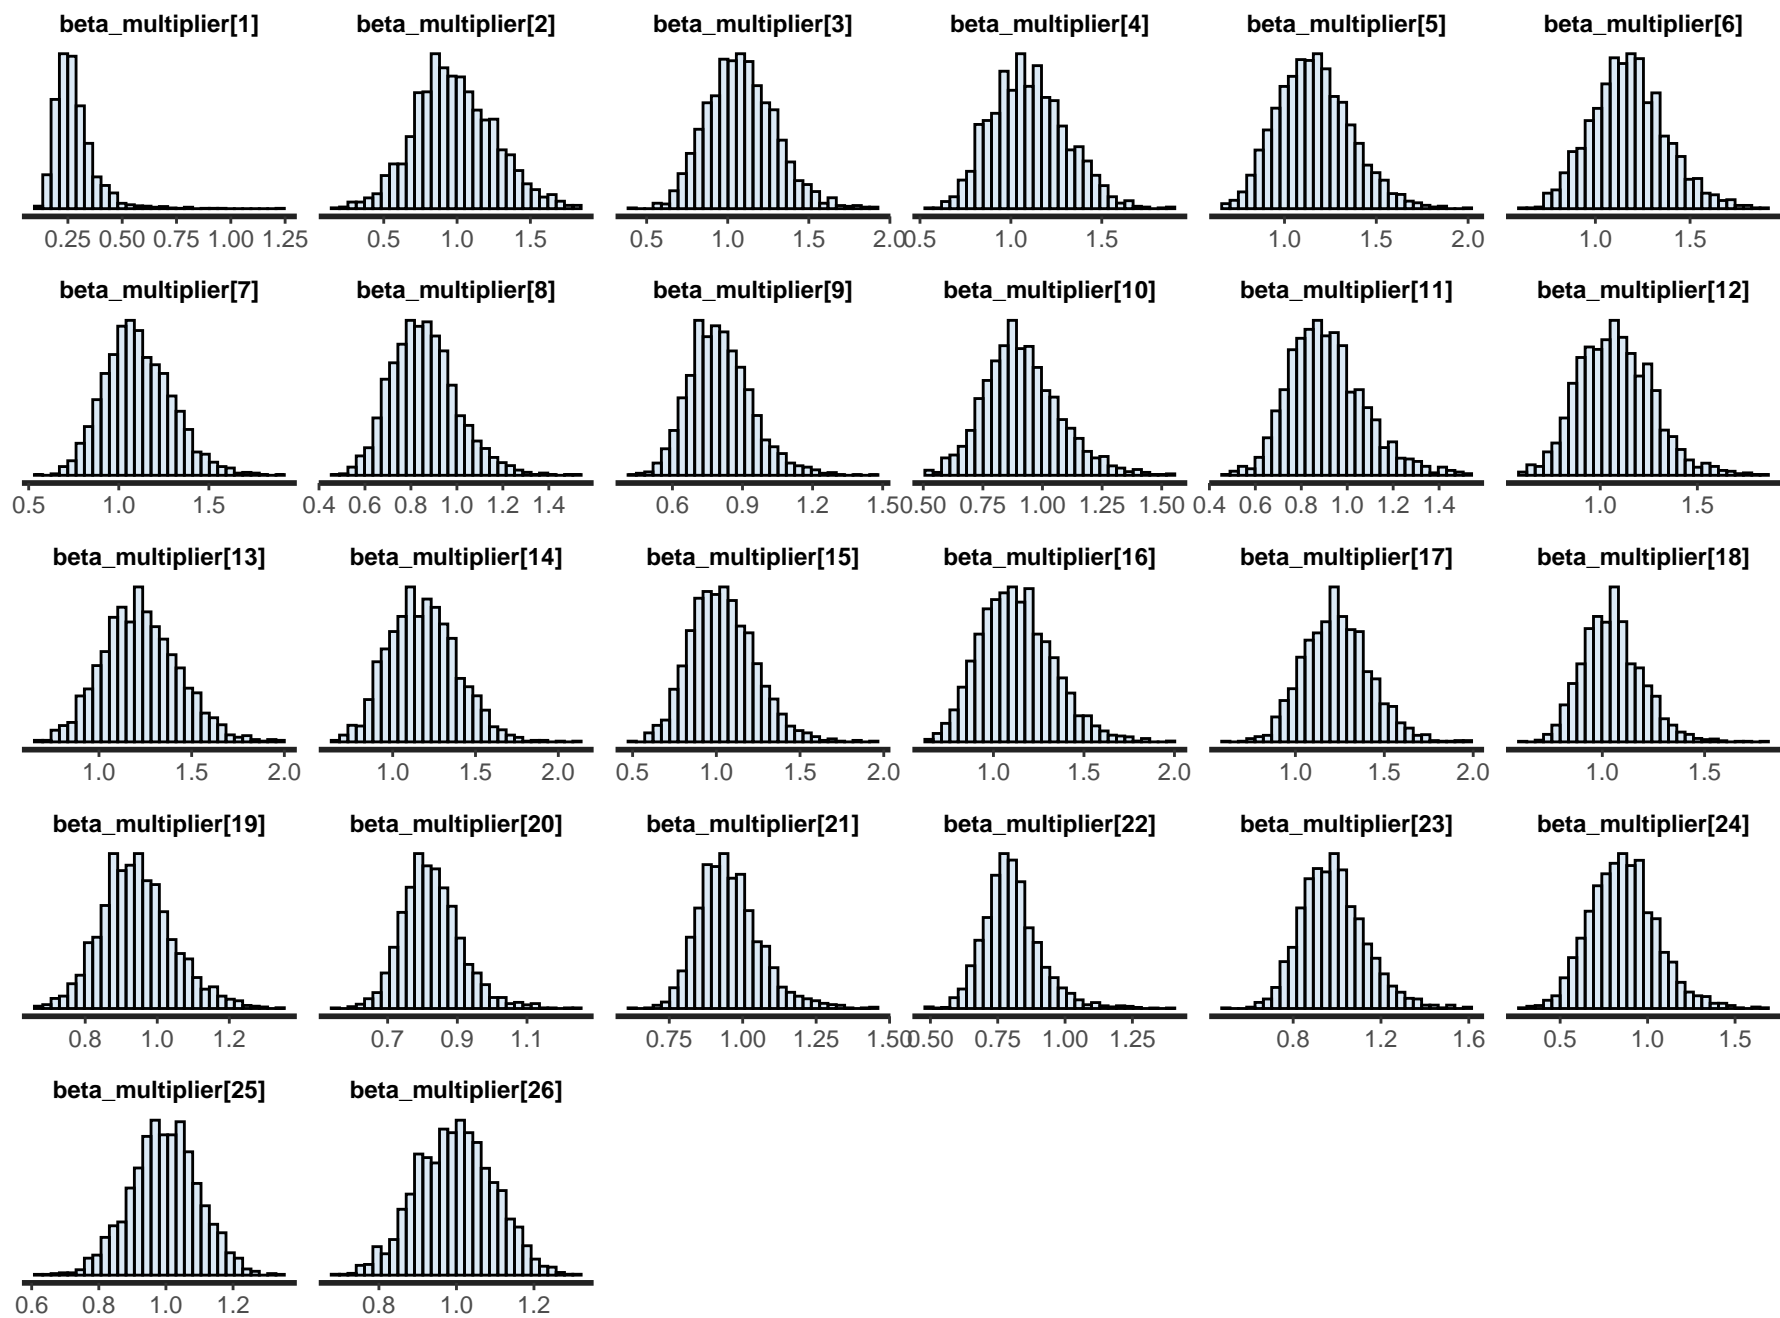 beta_multiplier[1] beta_multiplier[2] beta_multiplier[3] beta_multiplier[4] beta_multiplier[5] beta_multiplier[6]
0.25 0.50 0.75 1.00 1.25 0.5 1.0 1.5 0.5 1.0 1.5 2.0 0.5 1.0 1.5 1.0 1.5 2.0 1.0 1.5
beta_multiplier[7] beta_multiplier[8] beta_multiplier[9] beta_multiplier[10] beta_multiplier[11] beta_multiplier[12]
0.5 1.0 1.5 0.4 0.6 0.8 1.0 1.2 1.4 0.6 0.9 1.2 1.5 0.50 0.75 1.00 1.25 1.50 0.4 0.6 0.8 1.0 1.2 1.4 1.0 1.5
beta_multiplier[13] beta_multiplier[14] beta_multiplier[15] beta_multiplier[16] beta_multiplier[17] beta_multiplier[18]
1.0 1.5 2.0 1.0 1.5 2.0 0.5 1.0 1.5 2.0 1.0 1.5 2.0 1.0 1.5 2.0 1.0 1.5
beta_multiplier[19] beta_multiplier[20] beta_multiplier[21] beta_multiplier[22] beta_multiplier[23] beta_multiplier[24]
0.8 1.0 1.2 0.7 0.9 1.1 0.75 1.00 1.25 1.50 0.50 0.75 1.00 1.25 0.8 1.2 1.6 0.5 1.0 1.5
beta_multiplier[25] beta_multiplier[26]
0.6 0.8 1.0 1.2 0.8 1.0 1.2